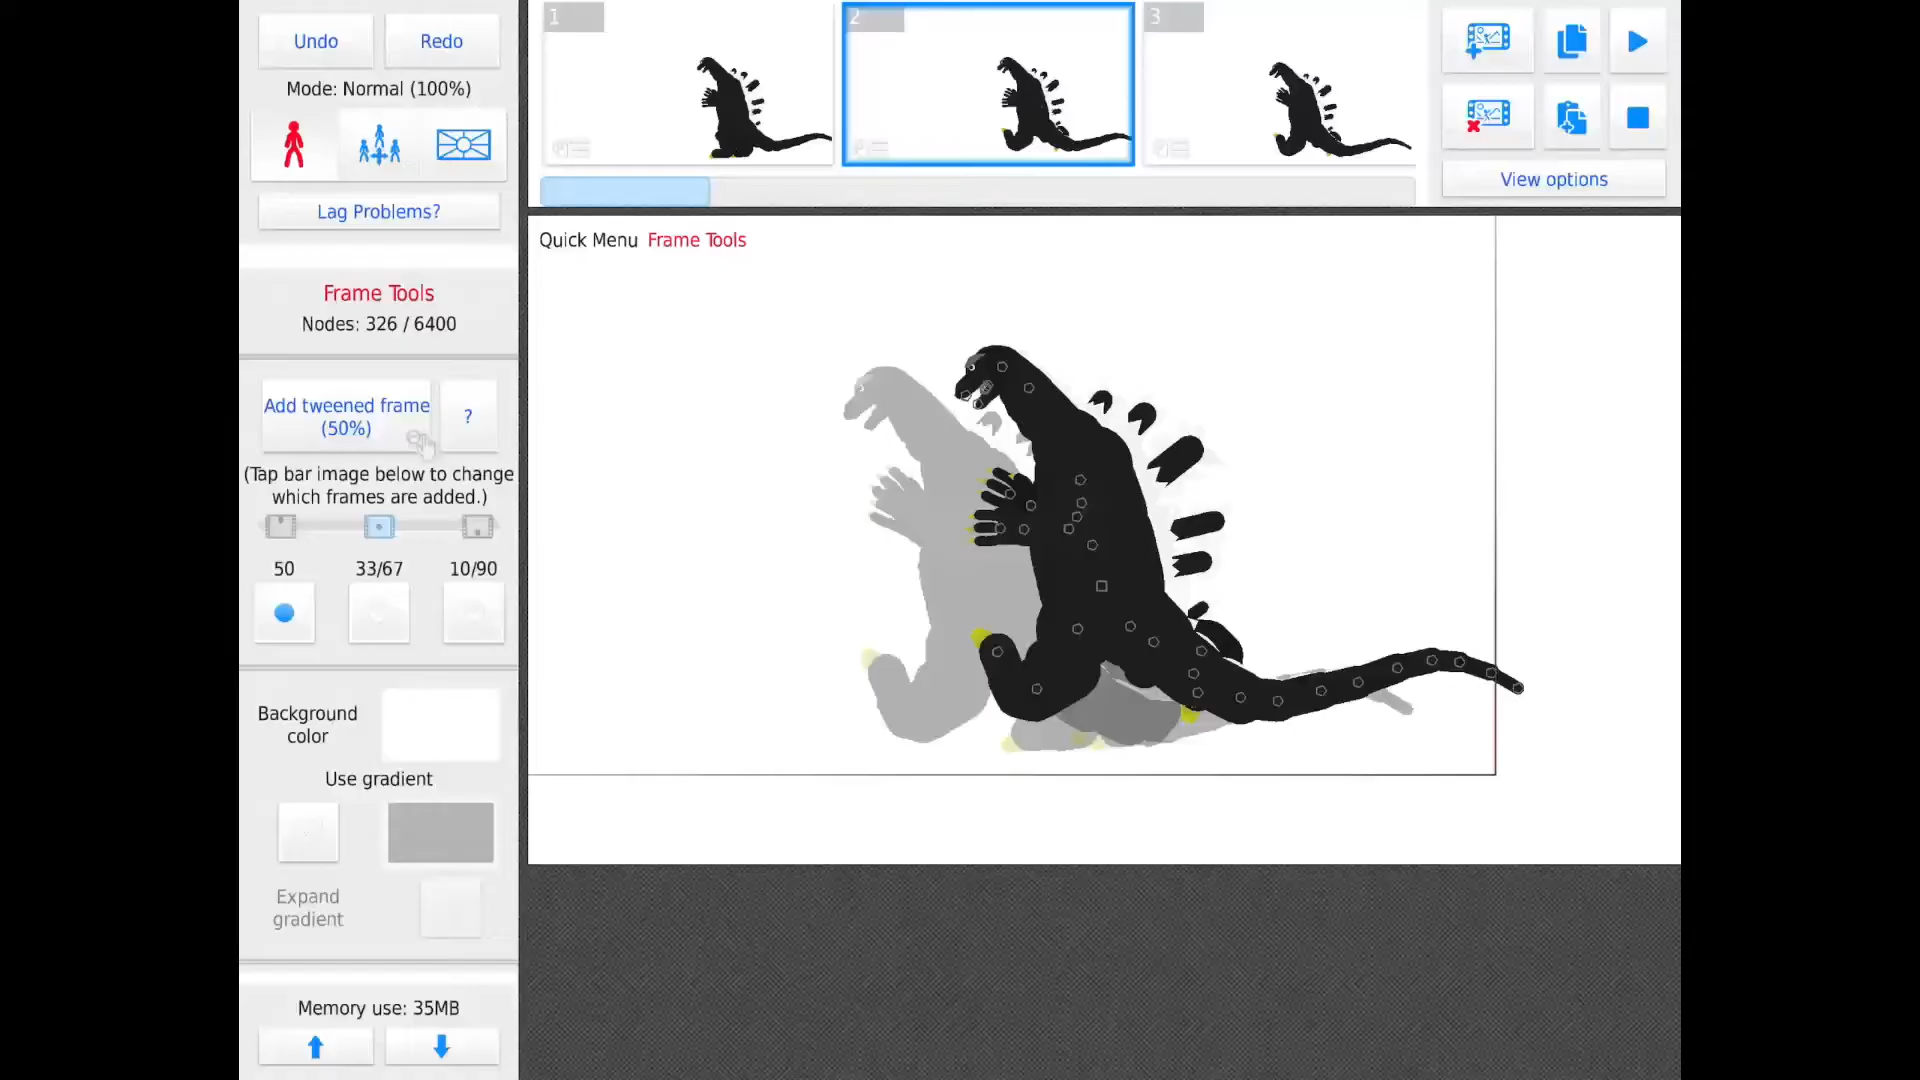 Undo
Redo
Mode: Normal (100%)
Lag Problems?
Frame Tools
Nodes: 326 / 6400
Add tweened frame
(50%)
?
(Tap bar image below to change
which frames are added.)
50
33/67
10/90
Background
color
Use gradient
Expand
gradient
Memory use: 35MB
1
2
3
View options
Quick Menu Frame Tools